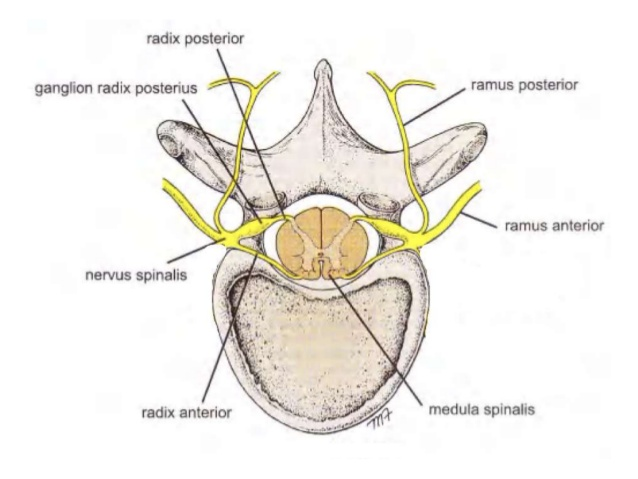 radix posterior
ganglion radix posterius
ramus posterior
ramus anterior
nervus spinalis
radix anterior
medula spinalis